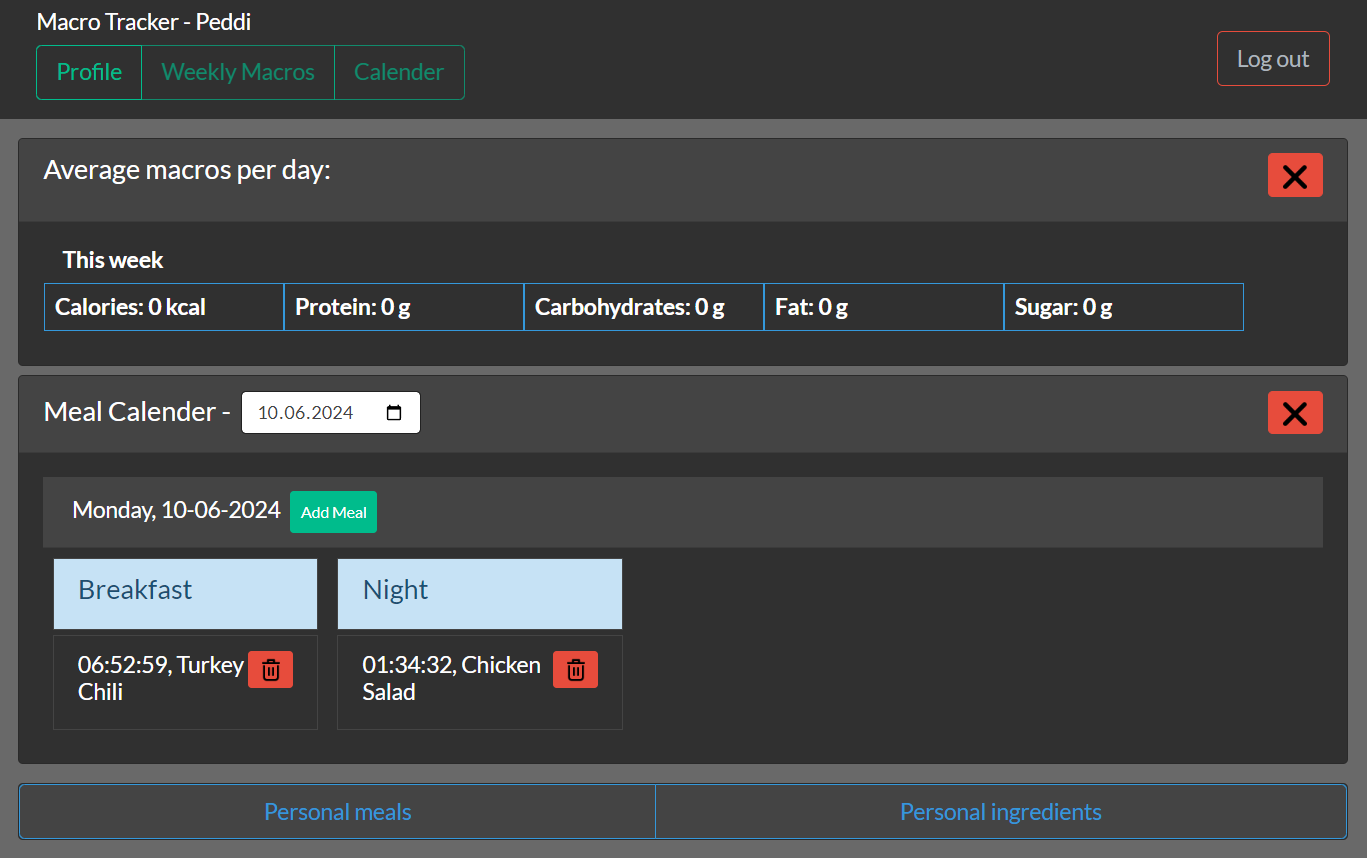 Macro Tracker - Peddi
Profile
Weekly Macros
Calender
Log out
Average macros per day:
This week
Calories: 0 kcal
Protein: 0 g
Carbohydrates: 0 g
Fat: 0 g
Sugar: 0 g
Meal Calender -
10.06.2024
Monday, 10-06-2024
Add Meal
Breakfast
06:52:59, Turkey
Chili
Night
01:34:32, Chicken
Salad
Personal meals
Personal ingredients